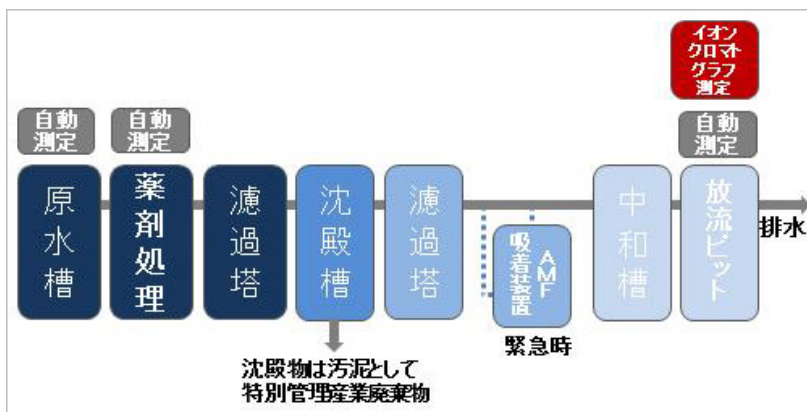 イオン
クロマト
グラフ
測定
自動
測定
自動
測定
自動
測定
原水槽
薬剤処理
濾過塔
沈殿槽
濾過塔
AMF
吸着装置
中和槽
放流ピット
排水
緊急時
沈殿物は汚泥として
特別管理産業廃棄物